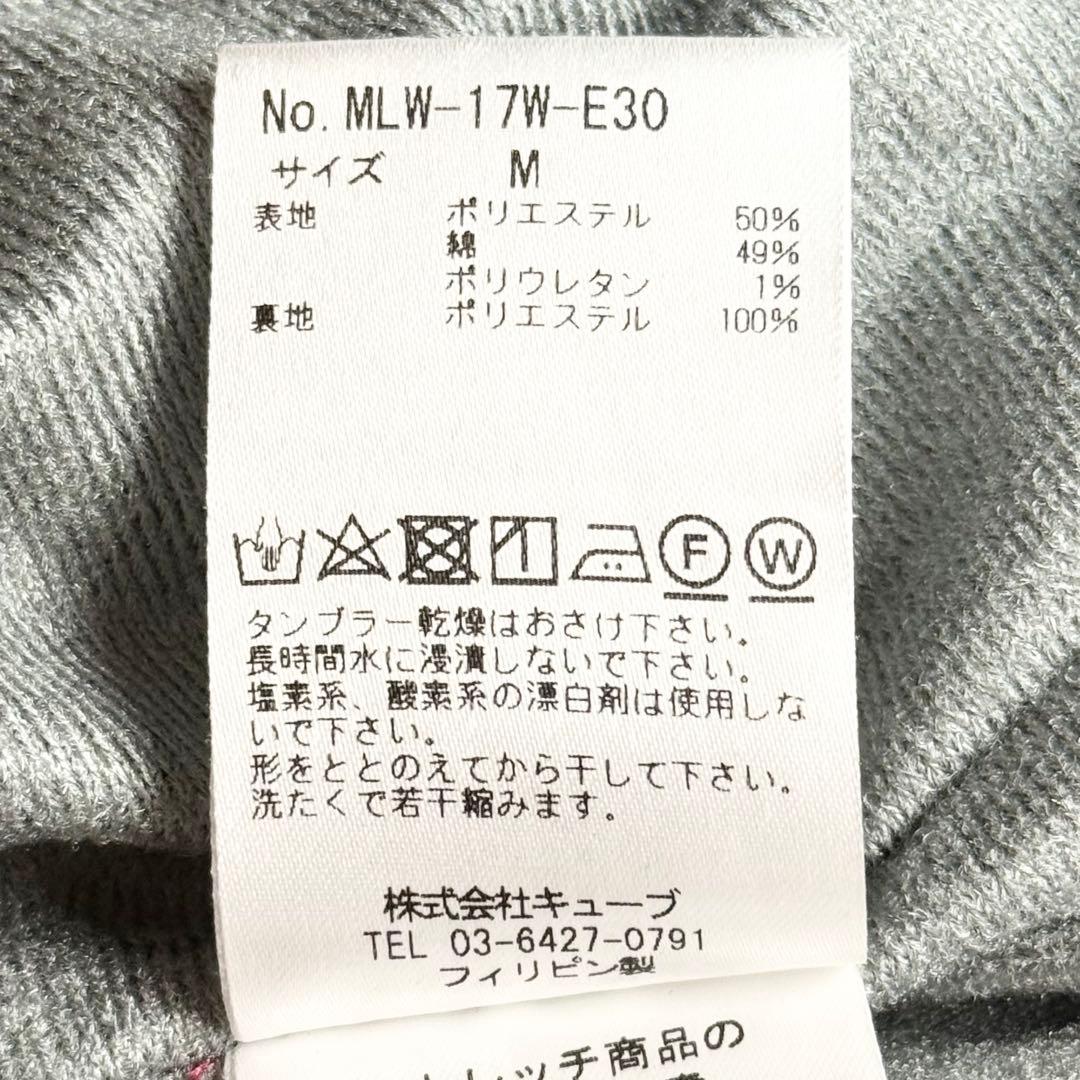 No. MLW-17W-E30
サイズ M
表地 ポリエステル 50%
綿 49%
ポリウレタン 1%
裏地 ポリエステル 100%
F W
タンブラー乾燥はおさけ下さい。
長時間水に浸漬しないで下さい。
塩素系、酸素系の漂白剤は使用しな
いで下さい。
形をととのえてから干して下さい。
洗たくで若干縮みます。
株式会社キューブ
TEL 03-6427-0791
フィリピン製
レッチ商品の